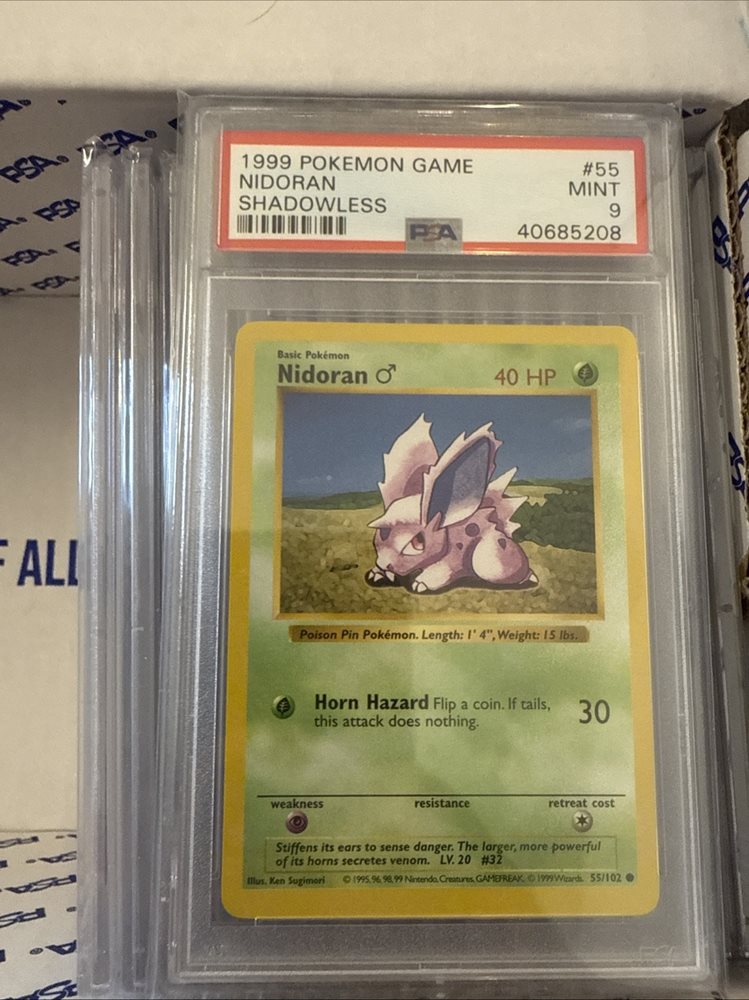 1999 POKEMON GAME #55
NIDORAN MINT
SHADOWLESS 9
PSA 40685208
Basic Pokémon
Nidoran ♂ 40 HP
Poison Pin Pokémon. Length: 1' 4", Weight: 15 lbs.
Horn Hazard Flip a coin. If tails,
this attack does nothing. 30
weakness resistance retreat cost
Stiffens its ears to sense danger. The larger, more powerful
of its horns secretes venom. LV. 20 #32
Illus. Ken Sugimori © 1995, 96, 98, 99 Nintendo, Creatures, GAMEFREAK. © 1999 Wizards. 55/102 ●
PSA
PSA
PSA
PSA
F ALL